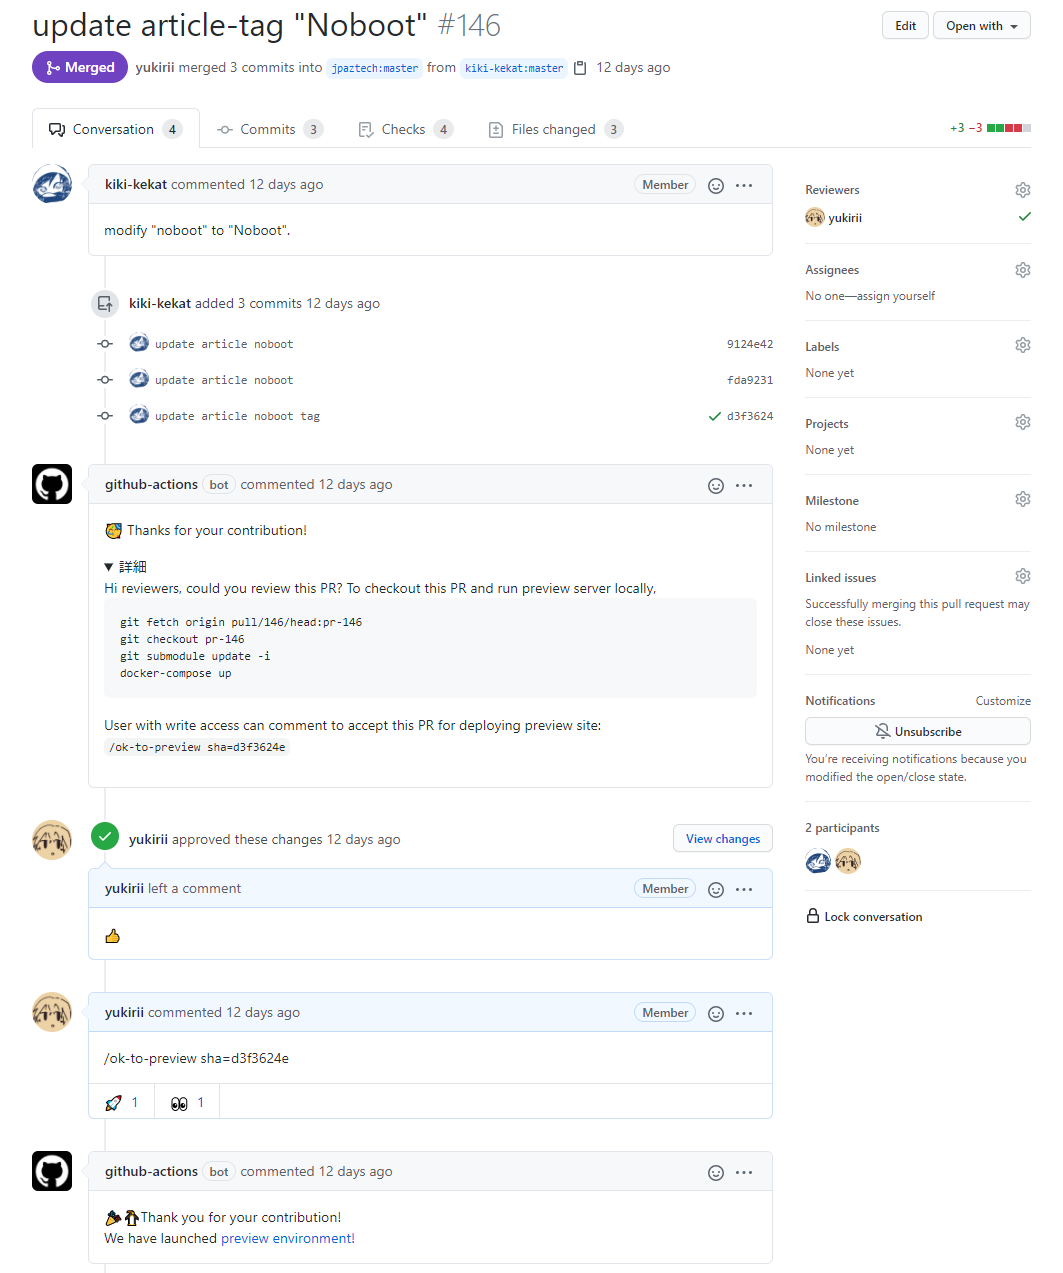 update article-tag "Noboot" #146
Edit
Open with
Merged
yukirii merged 3 commits into jpaztech:master from kiki-kekat:master 12 days ago
Conversation 4
Commits 3
Checks 4
Files changed 3
+3 −3
kiki-kekat commented 12 days ago
Member
modify "noboot" to "Noboot".
kiki-kekat added 3 commits 12 days ago
update article noboot 9124e42
update article noboot fda9231
update article noboot tag d3f3624
github-actions bot commented 12 days ago
🥰 Thanks for your contribution!
▼ 詳細
Hi reviewers, could you review this PR? To checkout this PR and run preview server locally,
git fetch origin pull/146/head:pr-146
git checkout pr-146
git submodule update -i
docker-compose up
User with write access can comment to accept this PR for deploying preview site:
/ok-to-preview sha=d3f3624e
yukirii approved these changes 12 days ago
View changes
yukirii left a comment
Member
👍
yukirii commented 12 days ago
Member
/ok-to-preview sha=d3f3624e
🚀 1 👀 1
github-actions bot commented 12 days ago
🎉🐧Thank you for your contribution!
We have launched preview environment!
Reviewers
yukirii
Assignees
No one—assign yourself
Labels
None yet
Projects
None yet
Milestone
No milestone
Linked issues
Successfully merging this pull request may
close these issues.
None yet
Notifications
Customize
Unsubscribe
You're receiving notifications because you
modified the open/close state.
2 participants
Lock conversation